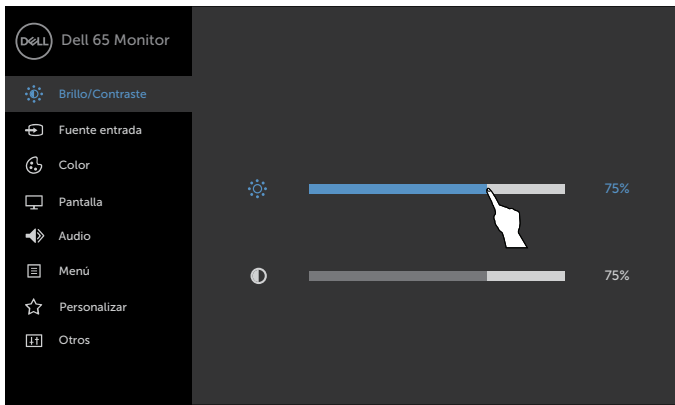 DELL Dell 65 Monitor
Brillo/Contraste
Fuente entrada
Color
Pantalla
Audio
Menú
Personalizar
Otros
75%
75%